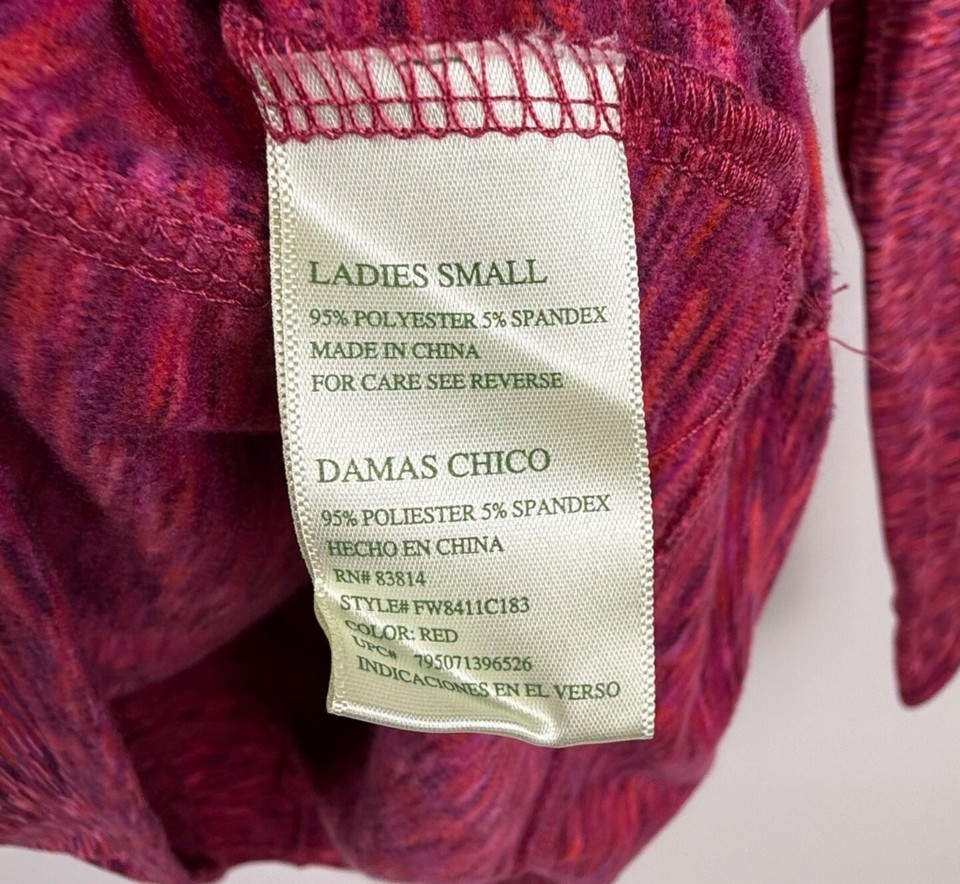 LADIES SMALL
95% POLYESTER 5% SPANDEX
MADE IN CHINA
FOR CARE SEE REVERSE
DAMAS CHICO
95% POLIESTER 5% SPANDEX
HECHO EN CHINA
RN# 83814
STYLE# FW8411C183
COLOR: RED
UPC# 795071396526
INDICACIONES EN EL VERSO